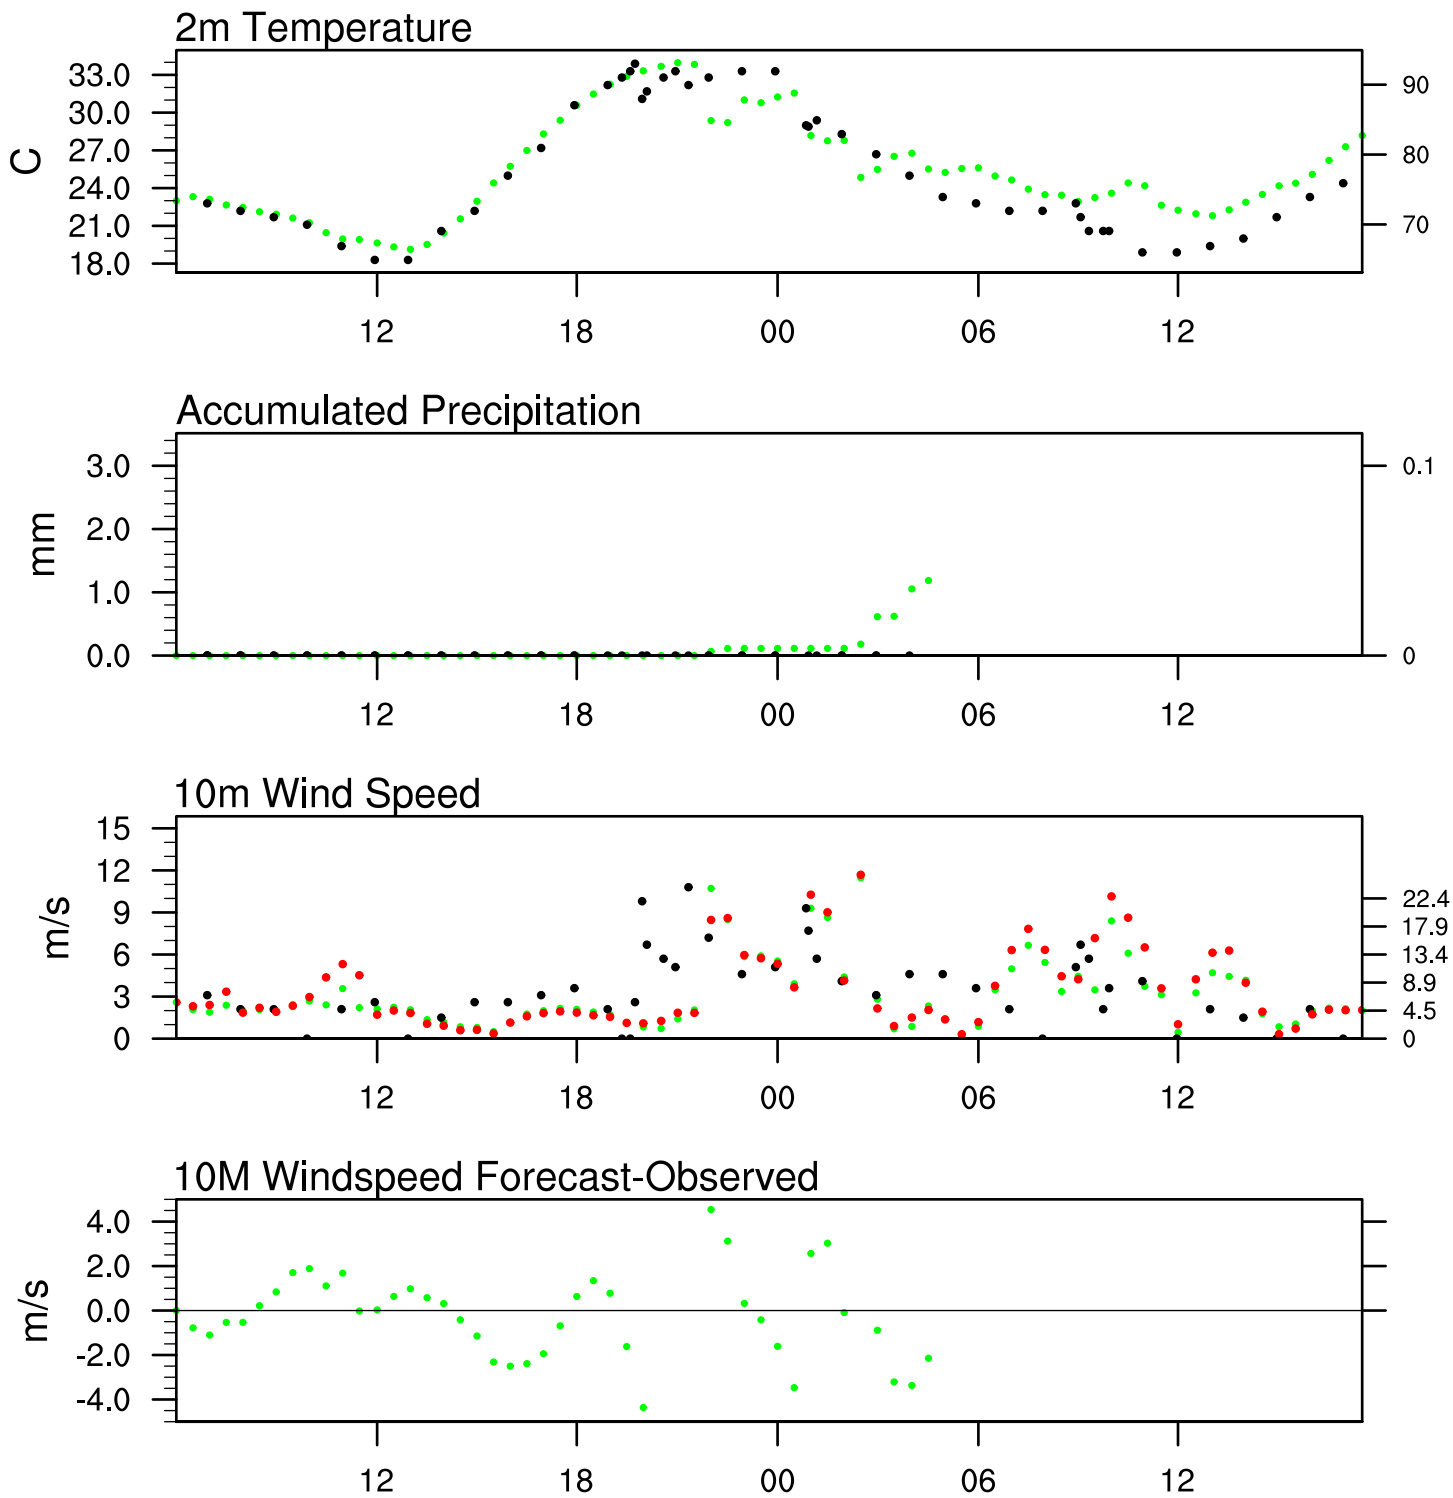 2m Temperature
33.0
30.0
27.0
24.0
21.0
18.0
C
90
80
70
12 18 00 06 12
Accumulated Precipitation
3.0
2.0
1.0
0.0
mm
0.1
0
12 18 00 06 12
10m Wind Speed
15
12
9
6
3
0
m/s
22.4
17.9
13.4
8.9
4.5
0
12 18 00 06 12
10M Windspeed Forecast-Observed
4.0
2.0
0.0
-2.0
-4.0
m/s
12 18 00 06 12